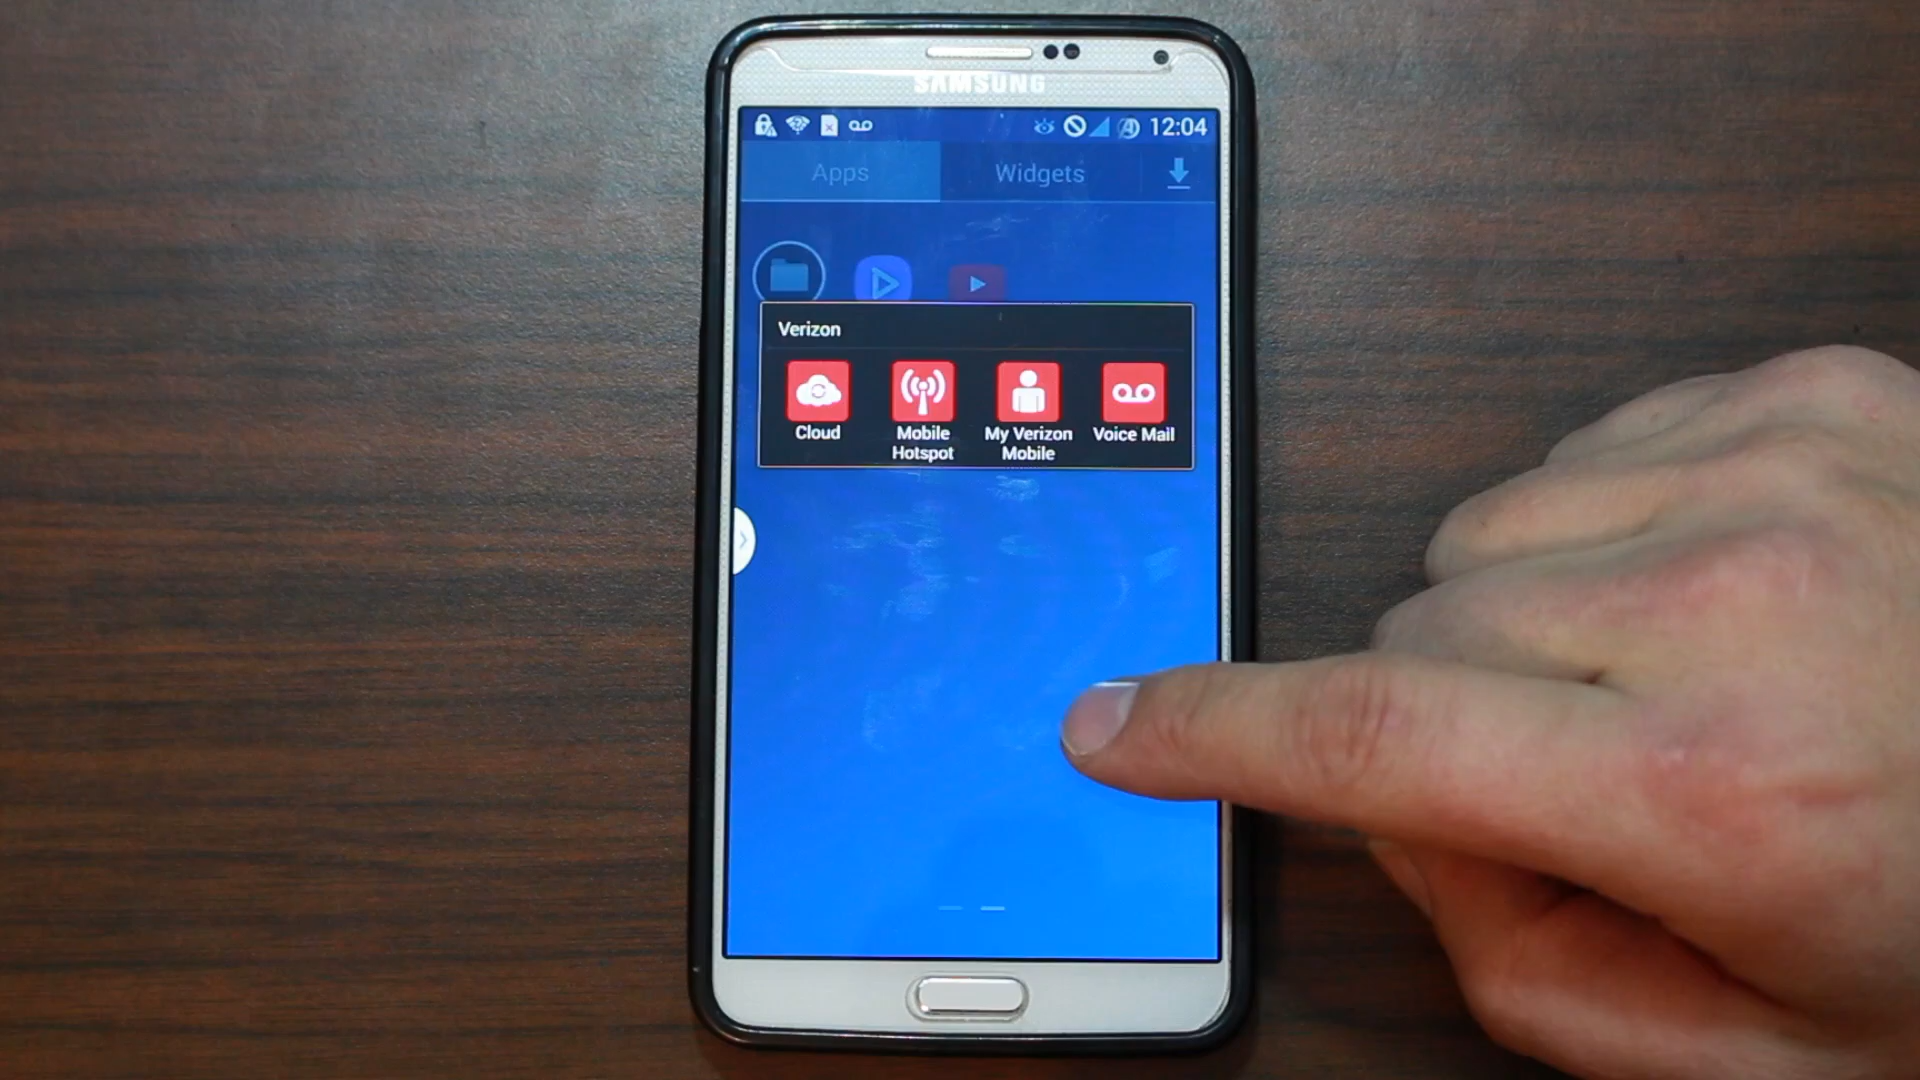 SAMSUNG
12:04
Apps Widgets
Verizon
Cloud Mobile Hotspot My Verizon Mobile Voice Mail